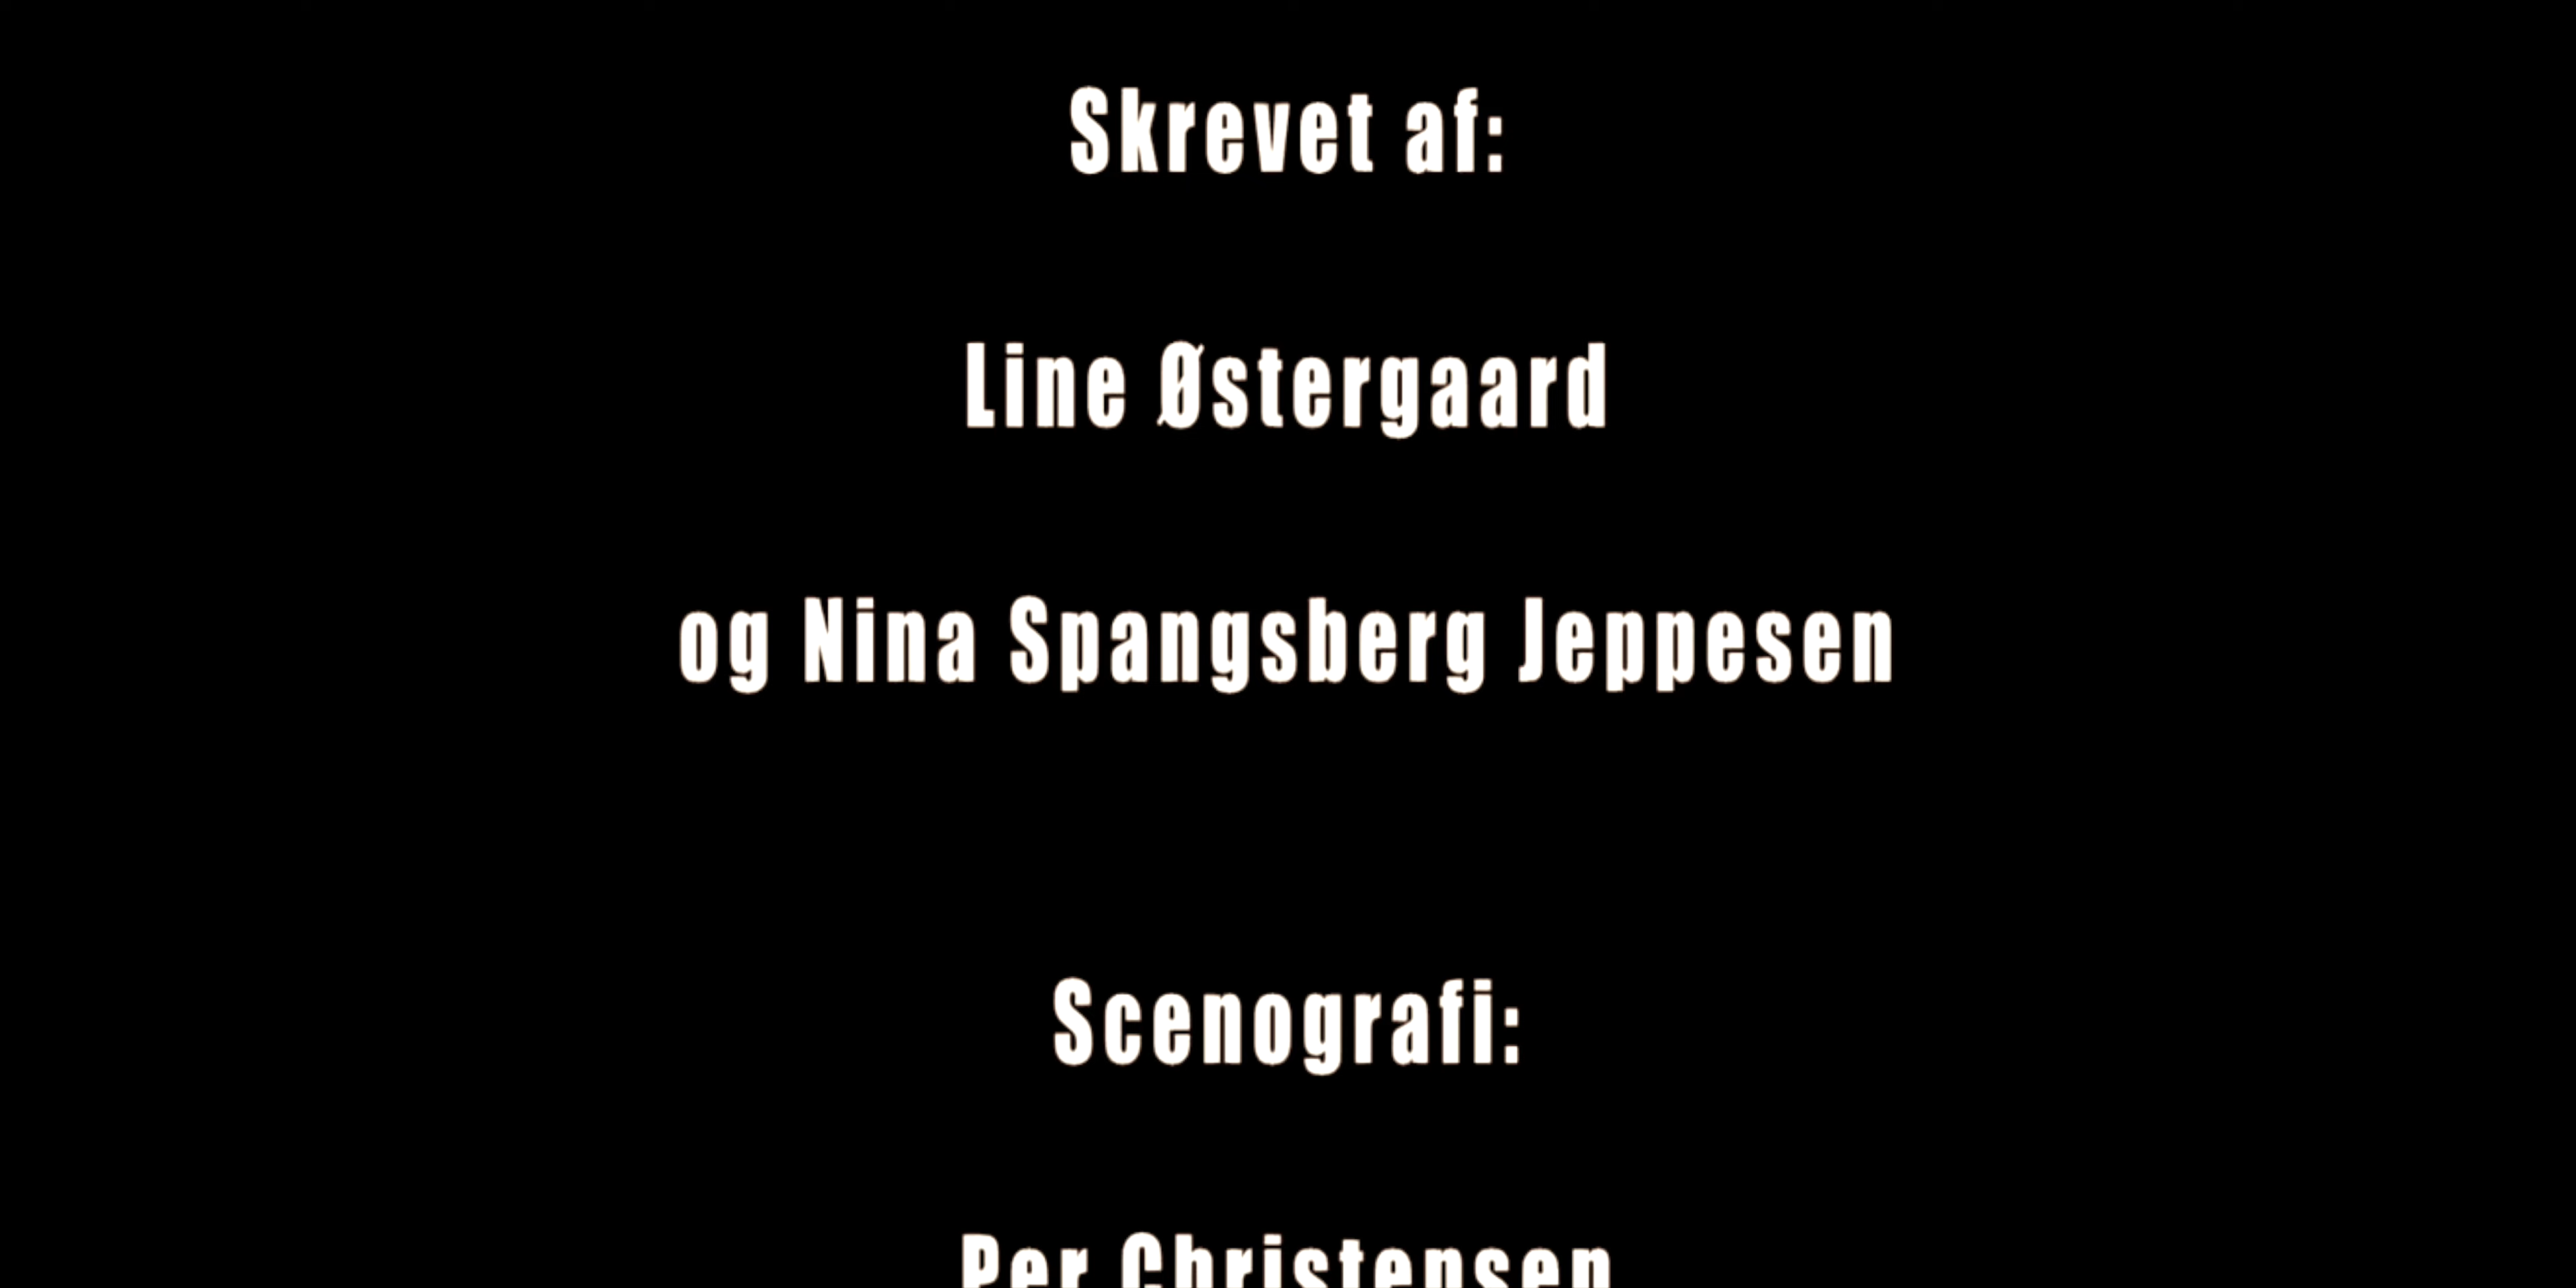 Skrevet af:
Line Østergaard
og Nina Spangsberg Jeppesen
Scenografi:
Per Christensen